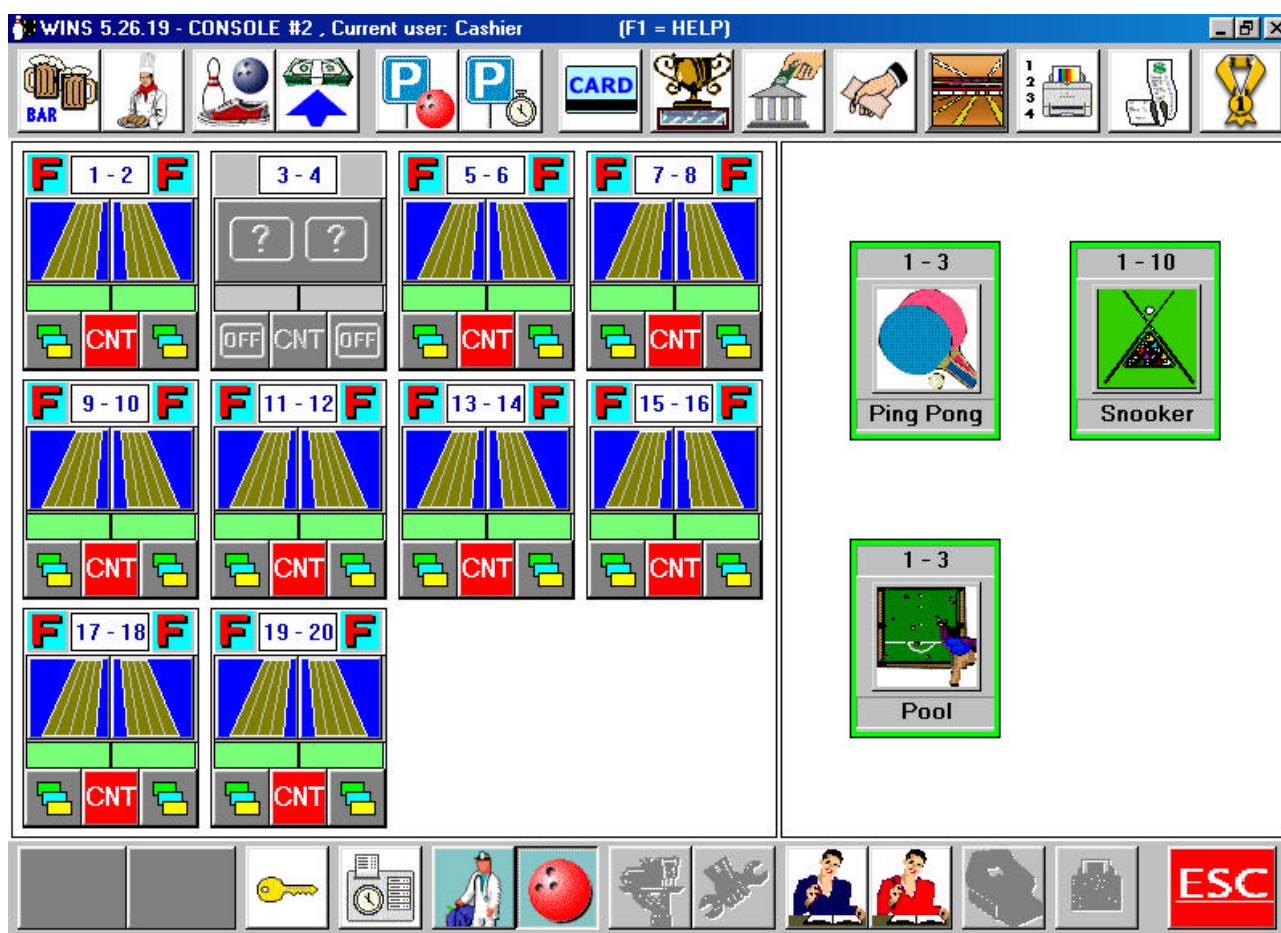 WINS 5.26.19 - CONSOLE #2 , Current user: Cashier (F1 = HELP)
BAR
P
P
CARD
1
2
3
4
$
1
F 1 - 2 F
3 - 4
F 5 - 6 F
F 7 - 8 F
? ?
CNT
OFF CNT OFF
CNT
CNT
F 9 - 10 F
F 11 - 12 F
F 13 - 14 F
F 15 - 16 F
CNT
CNT
CNT
CNT
F 17 - 18 F
F 19 - 20 F
CNT
CNT
1 - 3
Ping Pong
1 - 10
Snooker
1 - 3
Pool
ESC